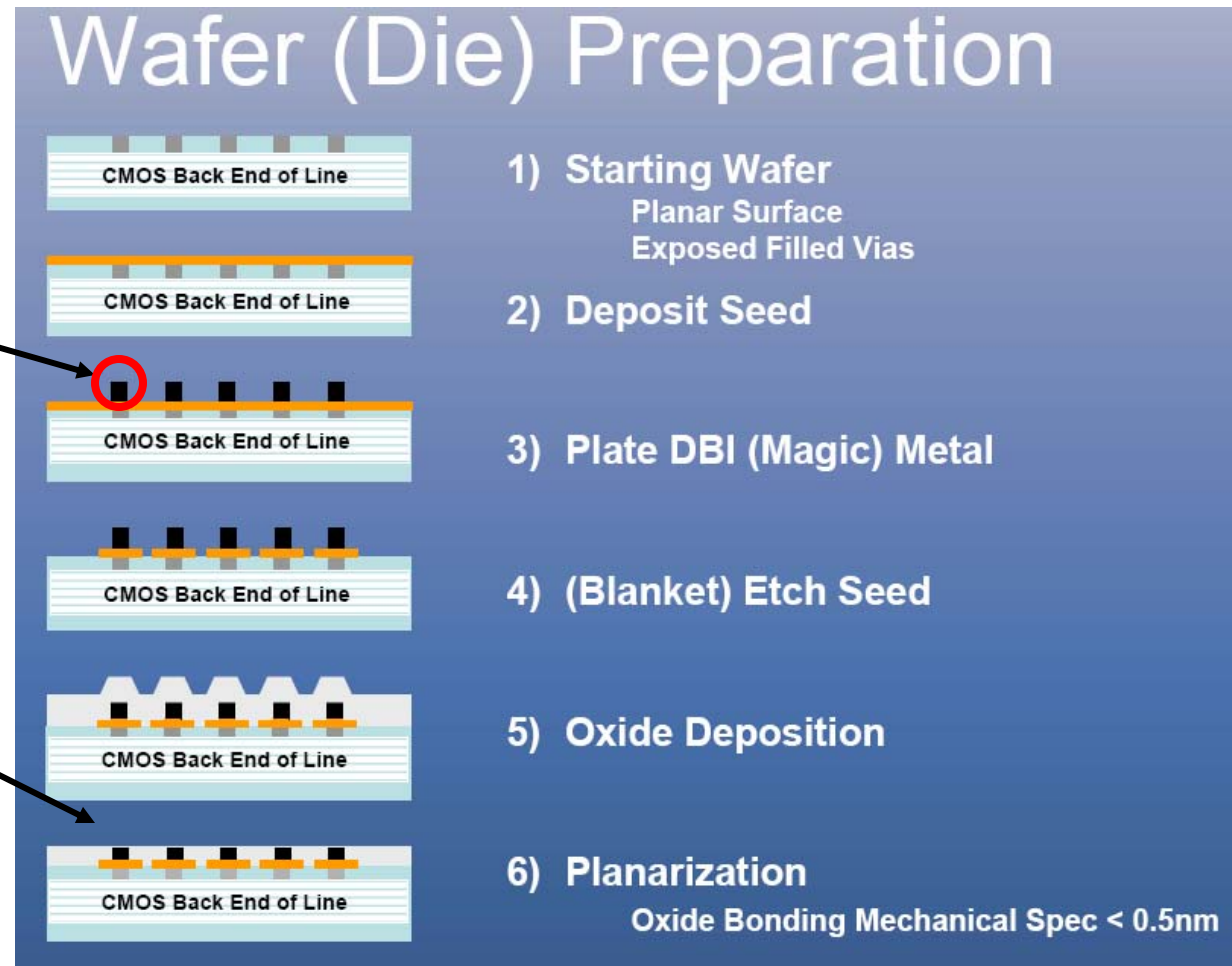 Wafer (Die) Preparation
CMOS Back End of Line
1) Starting Wafer
Planar Surface
Exposed Filled Vias
CMOS Back End of Line
2) Deposit Seed
CMOS Back End of Line
3) Plate DBI (Magic) Metal
CMOS Back End of Line
4) (Blanket) Etch Seed
CMOS Back End of Line
5) Oxide Deposition
CMOS Back End of Line
6) Planarization
Oxide Bonding Mechanical Spec < 0.5nm